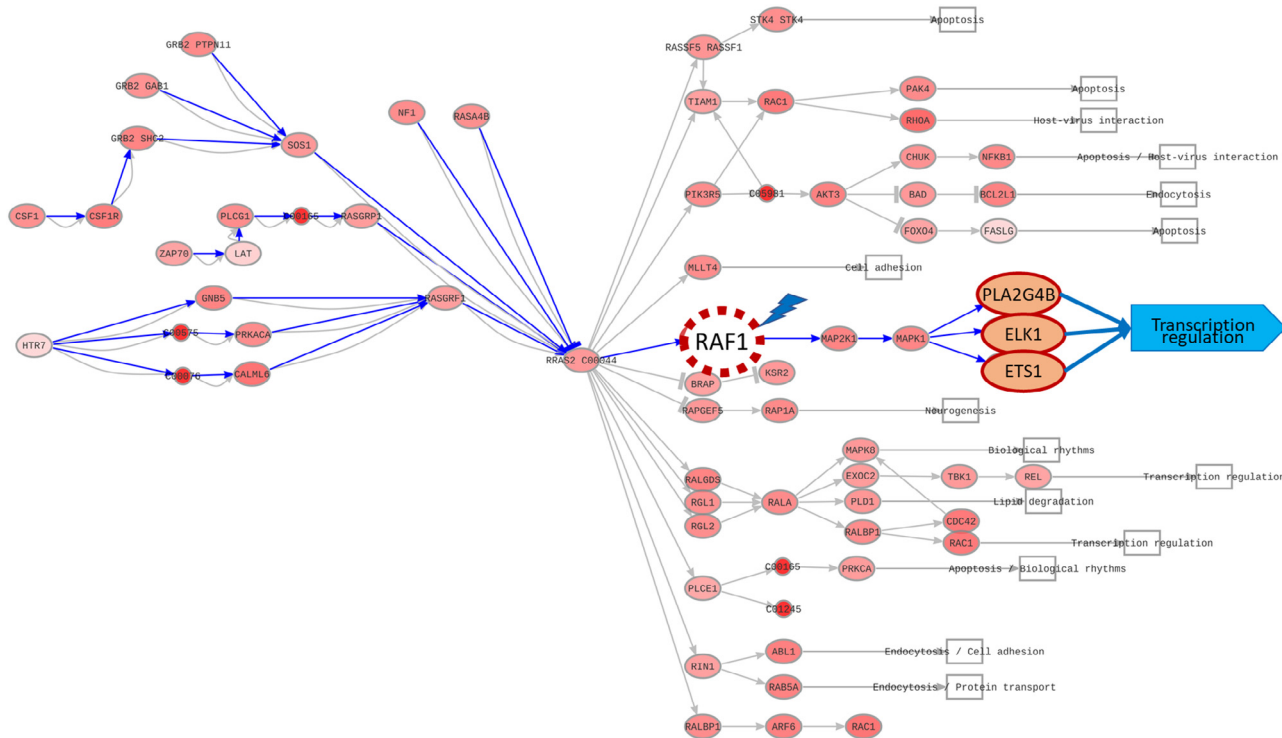 STK4 STK4
Apoptosis
GRB2 PTPN11
RASSF5 RASSF1
GRB2 GAB1
PAK4
Apoptosis
TIAM1
RAC1
NF1
RASA4B
RHOA
Host-virus interaction
GRB2 SHC2
SOS1
CHUK
NFKB1
Apoptosis / Host-virus interaction
PIK3R5
C05981
AKT3
BAD
BCL2L1
Endocytosis
CSF1
CSF1R
PLCG1
C00165
RASGRP1
FOXO4
FASLG
Apoptosis
ZAP70
LAT
MLLT4
Cell adhesion
GNB5
RASGRF1
PLA2G4B
C00575
PRKACA
ELK1
Transcription
regulation
HTR7
RAF1
MAP2K1
MAPK1
RRAS2 C00044
ETS1
C00076
CALML6
KSR2
BRAP
RAPGEF5
RAP1A
Neurogenesis
MAPK8
Biological rhythms
RALGDS
EXOC2
TBK1
REL
Transcription regulation
RGL1
RALA
PLD1
Lipid degradation
RGL2
CDC42
RALBP1
RAC1
Transcription regulation
C00165
PRKCA
Apoptosis / Biological rhythms
PLCE1
C01245
ABL1
Endocytosis / Cell adhesion
RIN1
RAB5A
Endocytosis / Protein transport
RALBP1
ARF6
RAC1